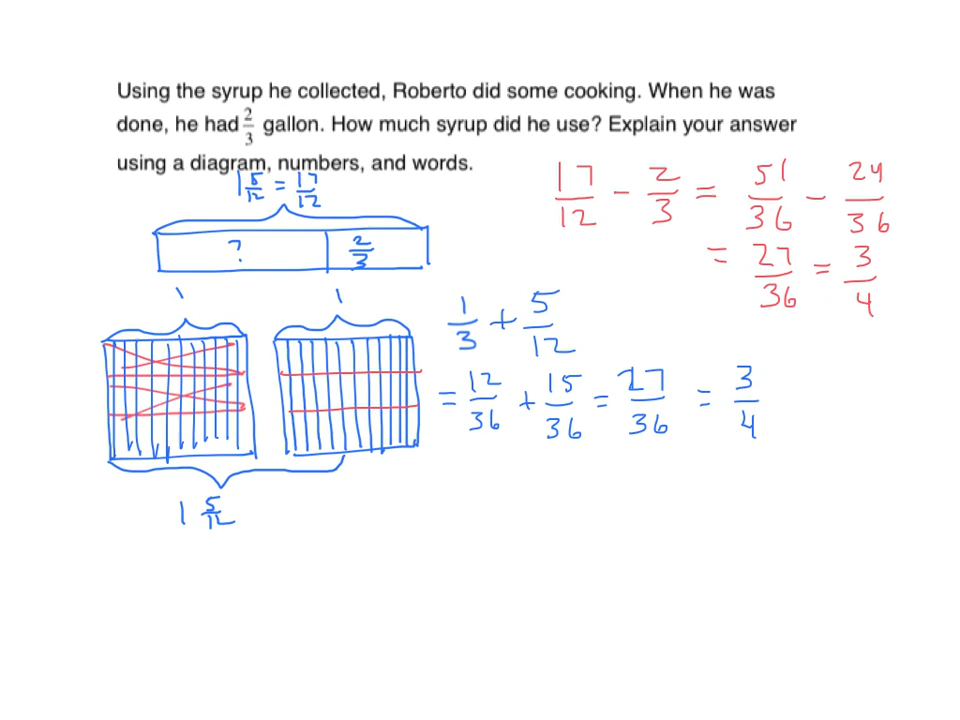 Using the syrup he collected, Roberto did some cooking. When he was
done, he had 2/3 gallon. How much syrup did he use? Explain your answer
using a diagram, numbers, and words.
1 5/12 = 17/12
? 2/3
17/12 - 2/3 = 51/36 - 24/36
= 27/36 = 3/4
1 1
1/3 + 5/12
= 12/36 + 15/36 = 27/36 = 3/4
1 5/12